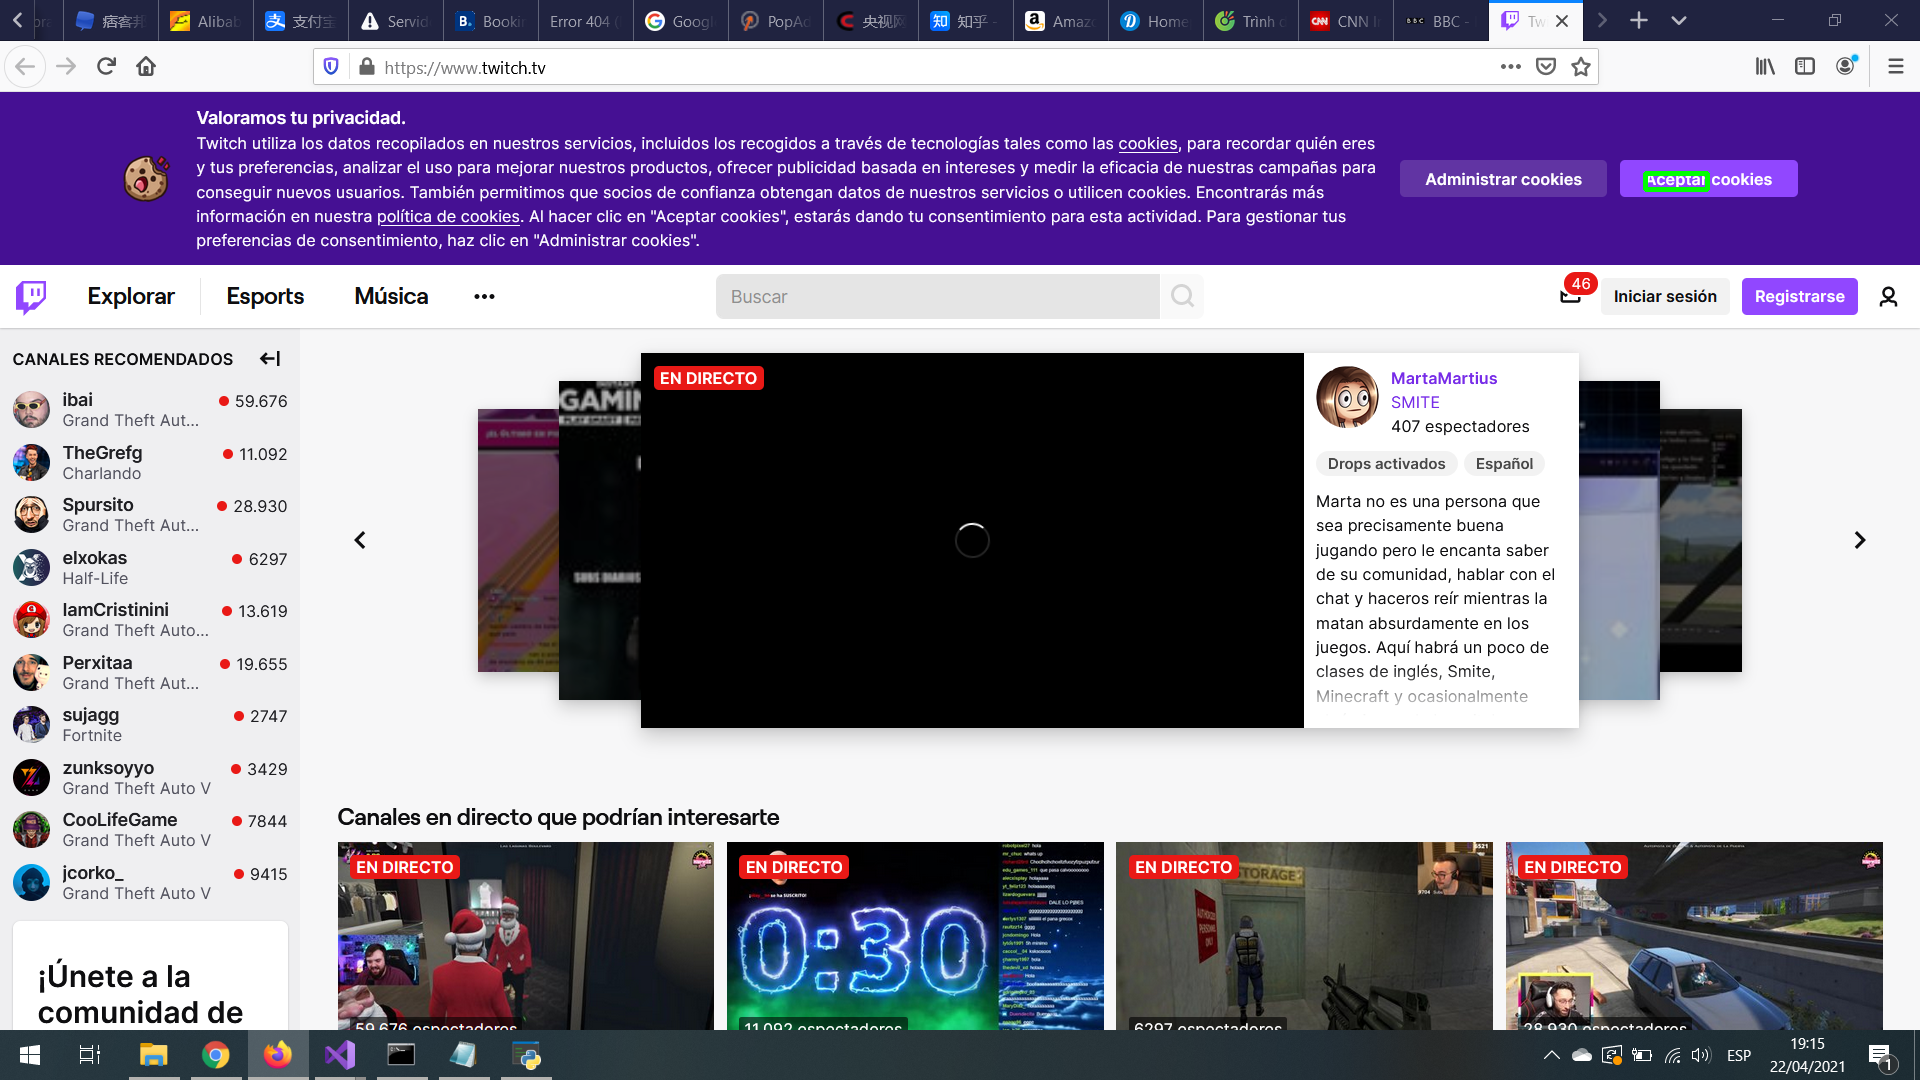 痞客邦
Alibab
支付宝
Servid
Bookin
Error 404 (
Googl
PopAd
央视网
知乎 -
Amazo
Home
Trình d
CNN In
BBC -
Tw
https://www.twitch.tv
Valoramos tu privacidad.
Twitch utiliza los datos recopilados en nuestros servicios, incluidos los recogidos a través de tecnologías tales como las cookies, para recordar quién eres
y tus preferencias, analizar el uso para mejorar nuestros productos, ofrecer publicidad basada en intereses y medir la eficacia de nuestras campañas para
conseguir nuevos usuarios. También permitimos que socios de confianza obtengan datos de nuestros servicios o utilicen cookies. Encontrarás más
información en nuestra política de cookies. Al hacer clic en "Aceptar cookies", estarás dando tu consentimiento para esta actividad. Para gestionar tus
preferencias de consentimiento, haz clic en "Administrar cookies".
Administrar cookies
Aceptar cookies
Explorar
Esports
Música
Buscar
46
Iniciar sesión
Registrarse
CANALES RECOMENDADOS
ibai 59.676
Grand Theft Aut...
TheGrefg 11.092
Charlando
Spursito 28.930
Grand Theft Aut...
elxokas 6297
Half-Life
IamCristinini 13.619
Grand Theft Auto...
Perxitaa 19.655
Grand Theft Aut...
sujagg 2747
Fortnite
zunksoyyo 3429
Grand Theft Auto V
CooLifeGame 7844
Grand Theft Auto V
jcorko_ 9415
Grand Theft Auto V
¡Únete a la
comunidad de
GAMIN
SUBS DIARIOS
EN DIRECTO
MartaMartius
SMITE
407 espectadores
Drops activados
Español
Marta no es una persona que
sea precisamente buena
jugando pero le encanta saber
de su comunidad, hablar con el
chat y haceros reír mientras la
matan absurdamente en los
juegos. Aquí habrá un poco de
clases de inglés, Smite,
Minecraft y ocasionalmente
Canales en directo que podrían interesarte
EN DIRECTO
59.676 espectadores
EN DIRECTO
0:30
11.092 espectadores
EN DIRECTO
STORAGE
6297 espectadores
EN DIRECTO
28.930 espectadores
ESP
19:15
22/04/2021
1